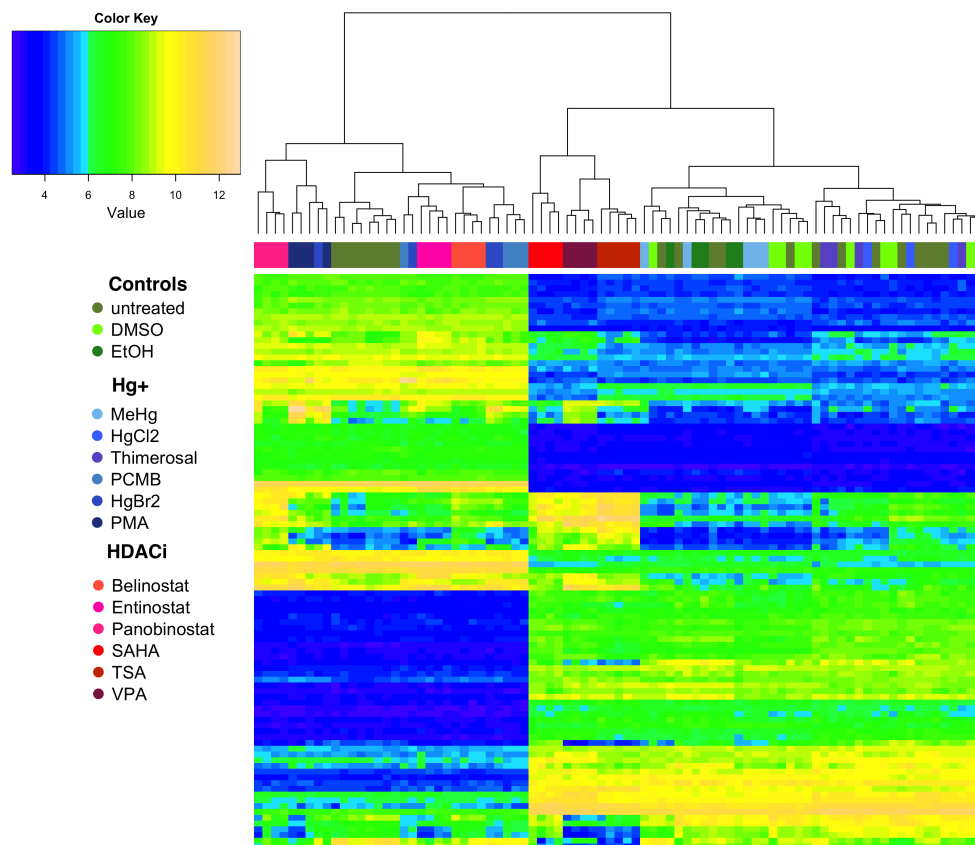 Color Key
4 6 8 10 12
Value
Controls
untreated
DMSO
EtOH
Hg+
MeHg
HgCl2
Thimerosal
PCMB
HgBr2
PMA
HDACi
Belinostat
Entinostat
Panobinostat
SAHA
TSA
VPA